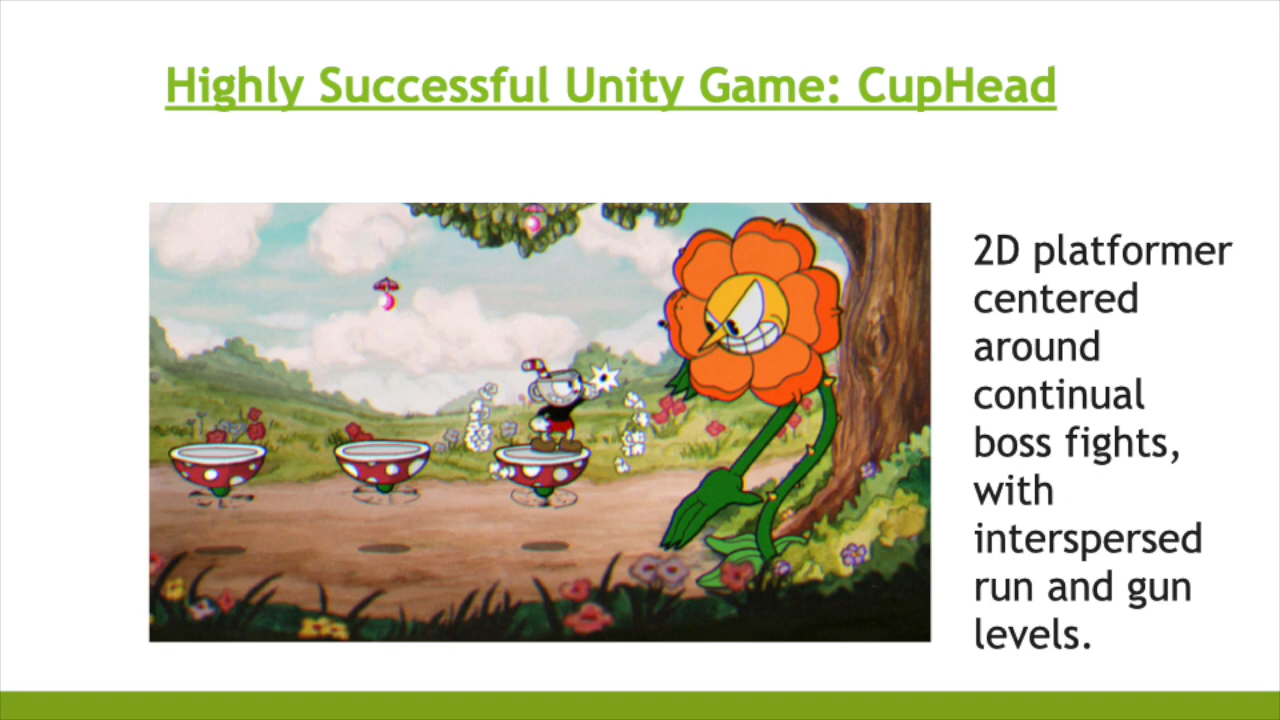 Highly Successful Unity Game: CupHead
2D platformer
centered
around
continual
boss fights,
with
interspersed
run and gun
levels.